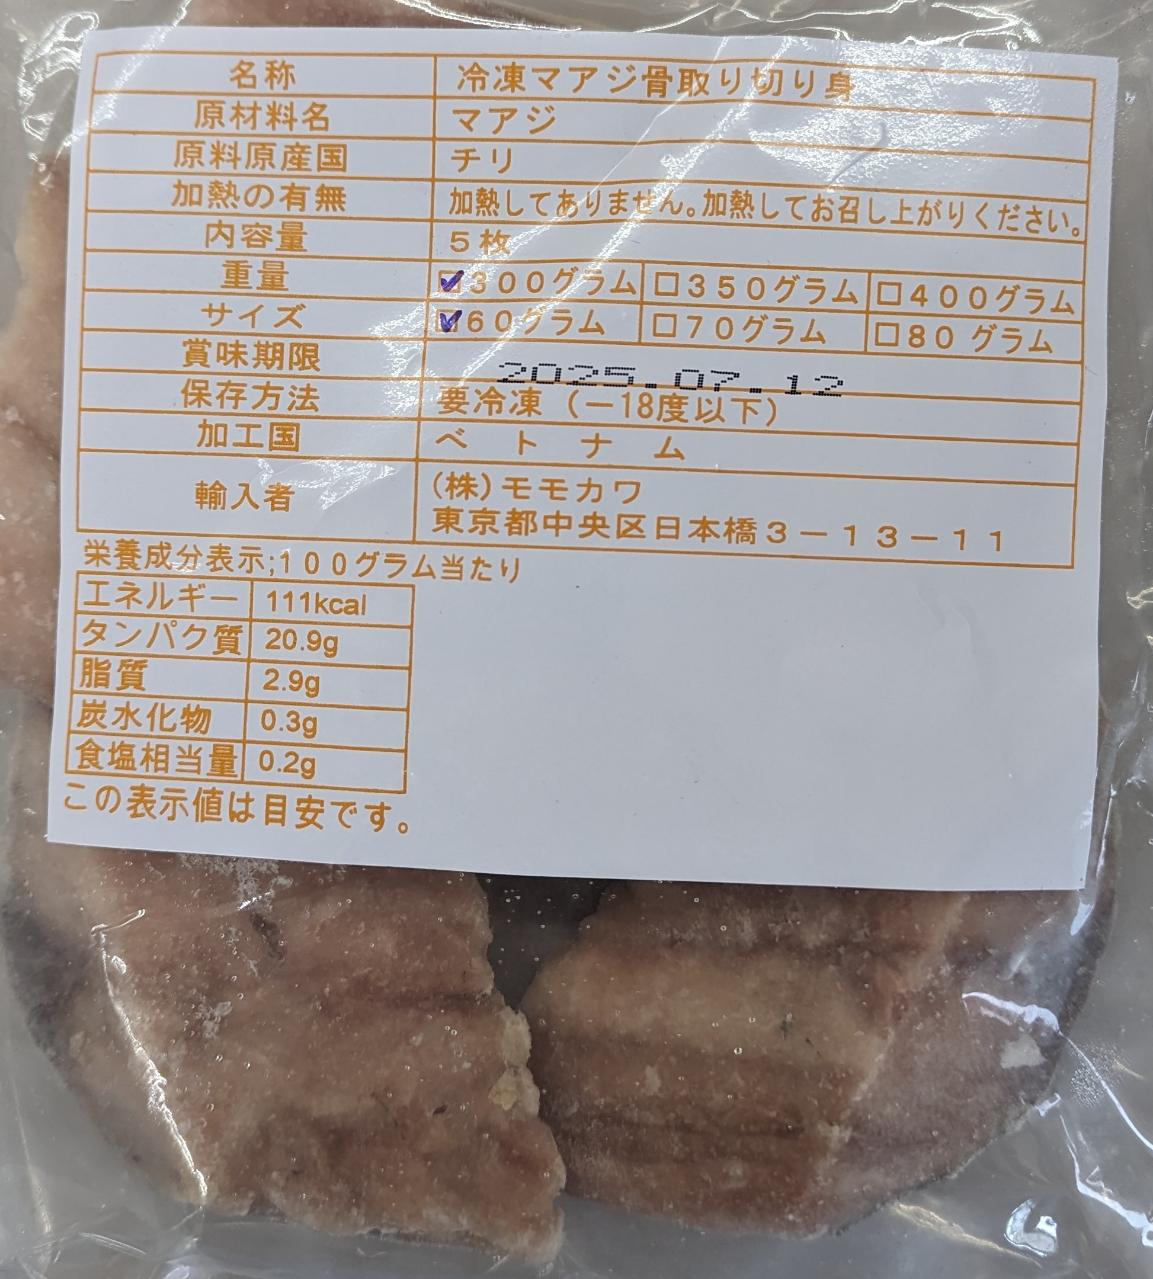 名称 冷凍マアジ骨取り切り身
原材料名 マアジ
原料原産国 チリ
加熱の有無 加熱してありません。加熱してお召し上がりください。
内容量 5枚
重量 ☑300グラム □350グラム □400グラム
サイズ ☑60グラム □70グラム □80グラム
賞味期限 2025.07.12
保存方法 要冷凍（－18度以下）
加工国 ベトナム
輸入者 (株)モモカワ
東京都中央区日本橋3－13－11
栄養成分表示;100グラム当たり
エネルギー 111kcal
タンパク質 20.9g
脂質 2.9g
炭水化物 0.3g
食塩相当量 0.2g
この表示値は目安です。